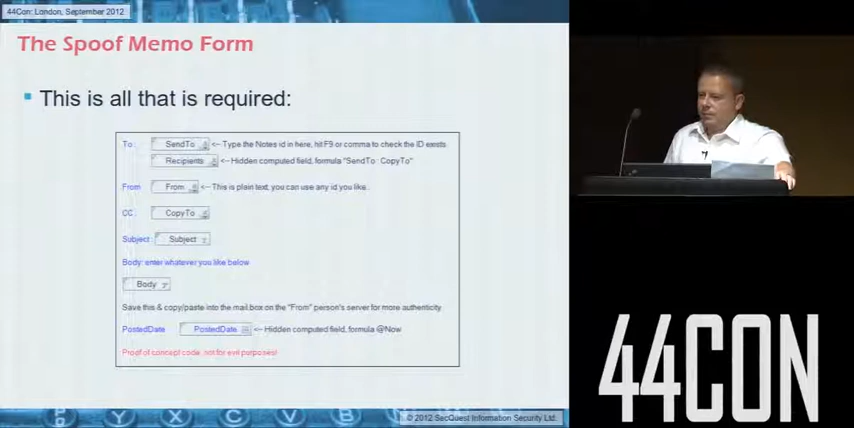 44Con: London, September 2012
The Spoof Memo Form
This is all that is required:
To: SendTo <-- Type the Notes id in here, hit F9 or comma to check the ID exists
Recipients <-- Hidden computed field, formula "SendTo : CopyTo"
From From <-- This is plain text, you can use any id you like.
CC: CopyTo
Subject: Subject
Body: enter whatever you like below
Body
Save this & copy/paste into the mail.box on the "From" person's server for more authenticity
PostedDate PostedDate <-- Hidden computed field, formula @Now
Proof of concept code, not for evil purposes!
44CON
Y X C V B
© 2012 SecQuest Information Security Ltd.